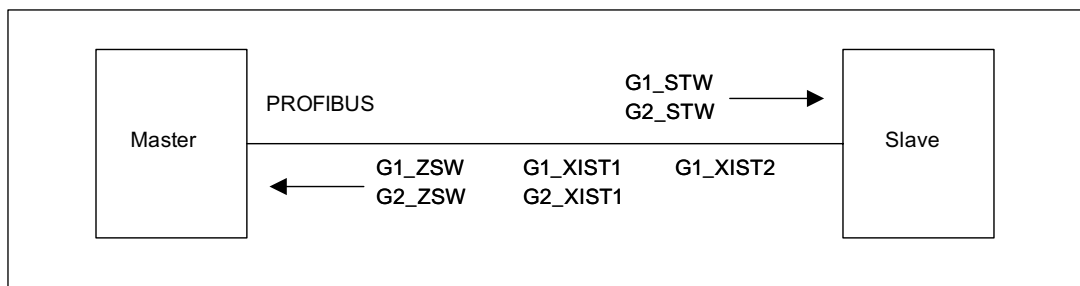 G1_STW
PROFIBUS
G2_STW
Master
Slave
G1_ZSW G1_XIST1 G1_XIST2
G2_ZSW G2_XIST1